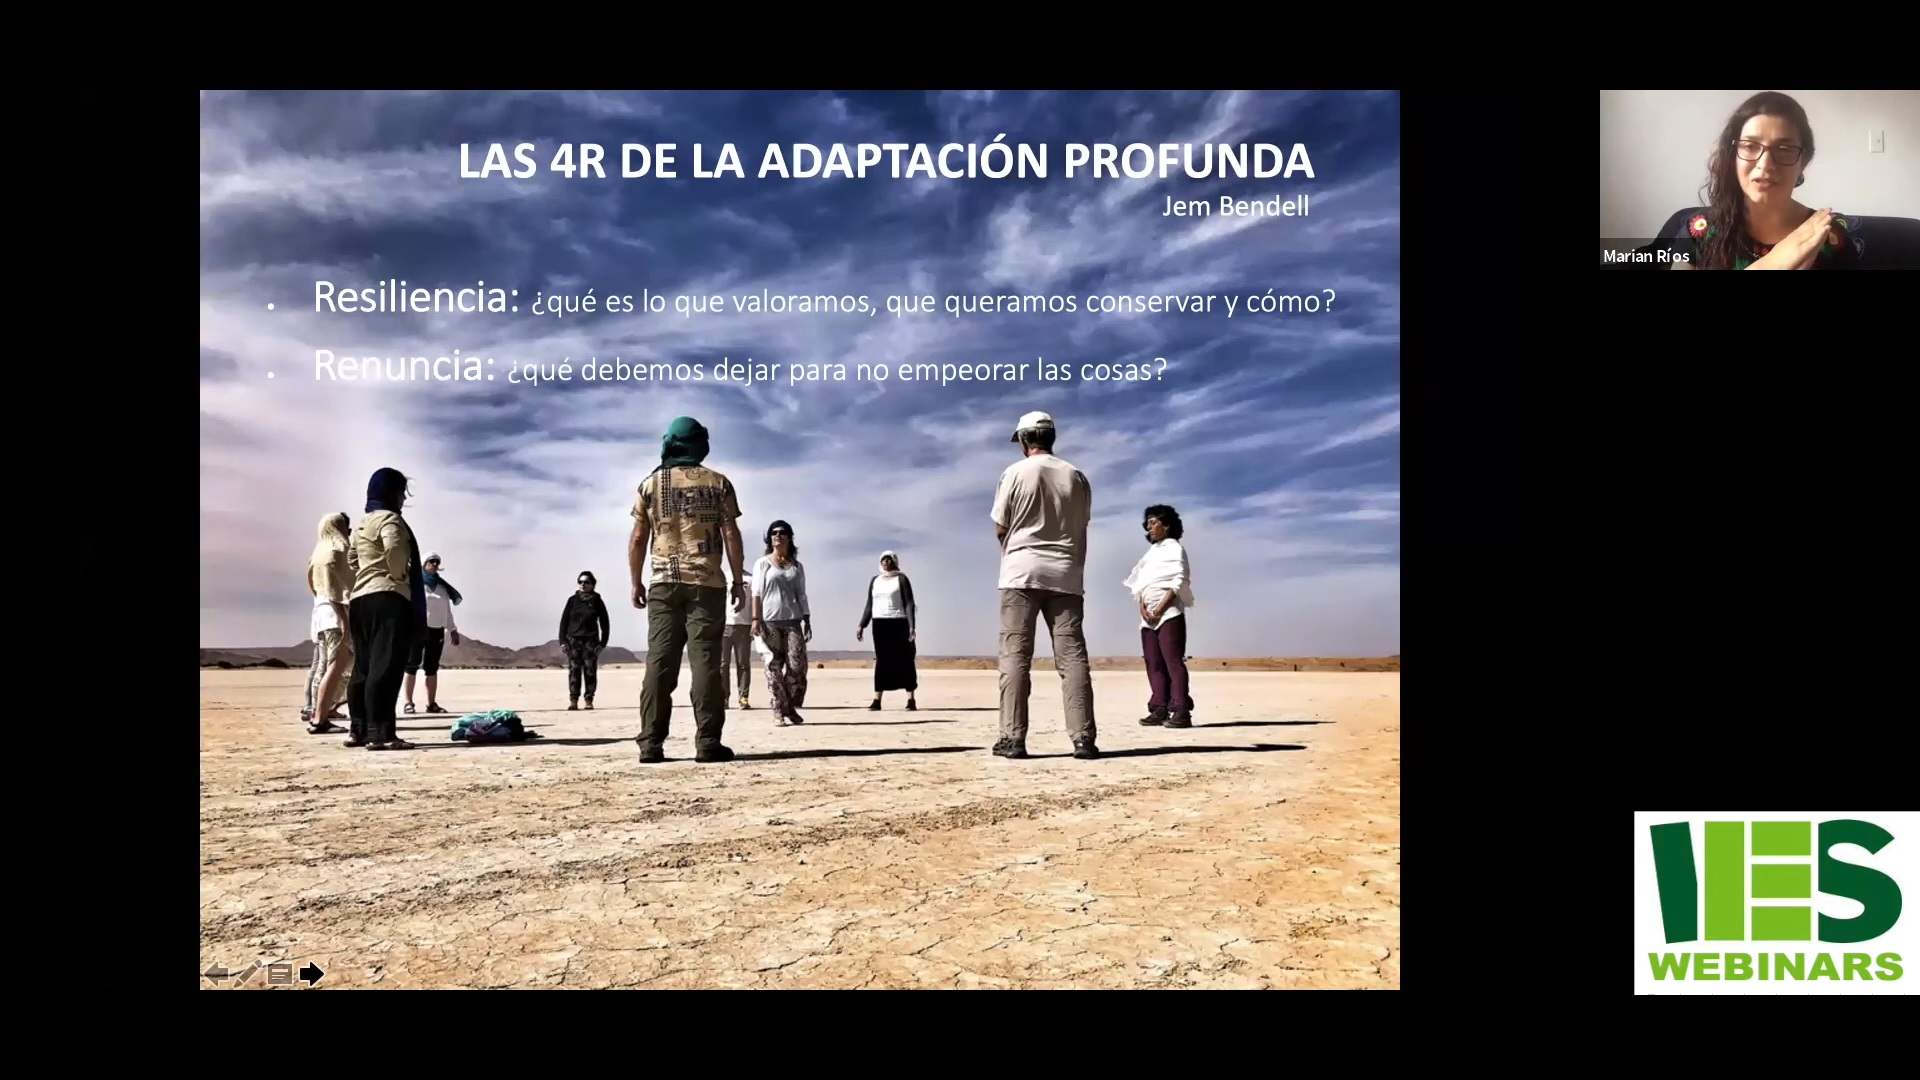 LAS 4R DE LA ADAPTACIÓN PROFUNDA
Jem Bendell
• Resiliencia: ¿qué es lo que valoramos, que queramos conservar y cómo?
• Renuncia: ¿qué debemos dejar para no empeorar las cosas?
Marian Ríos
IES
WEBINARS